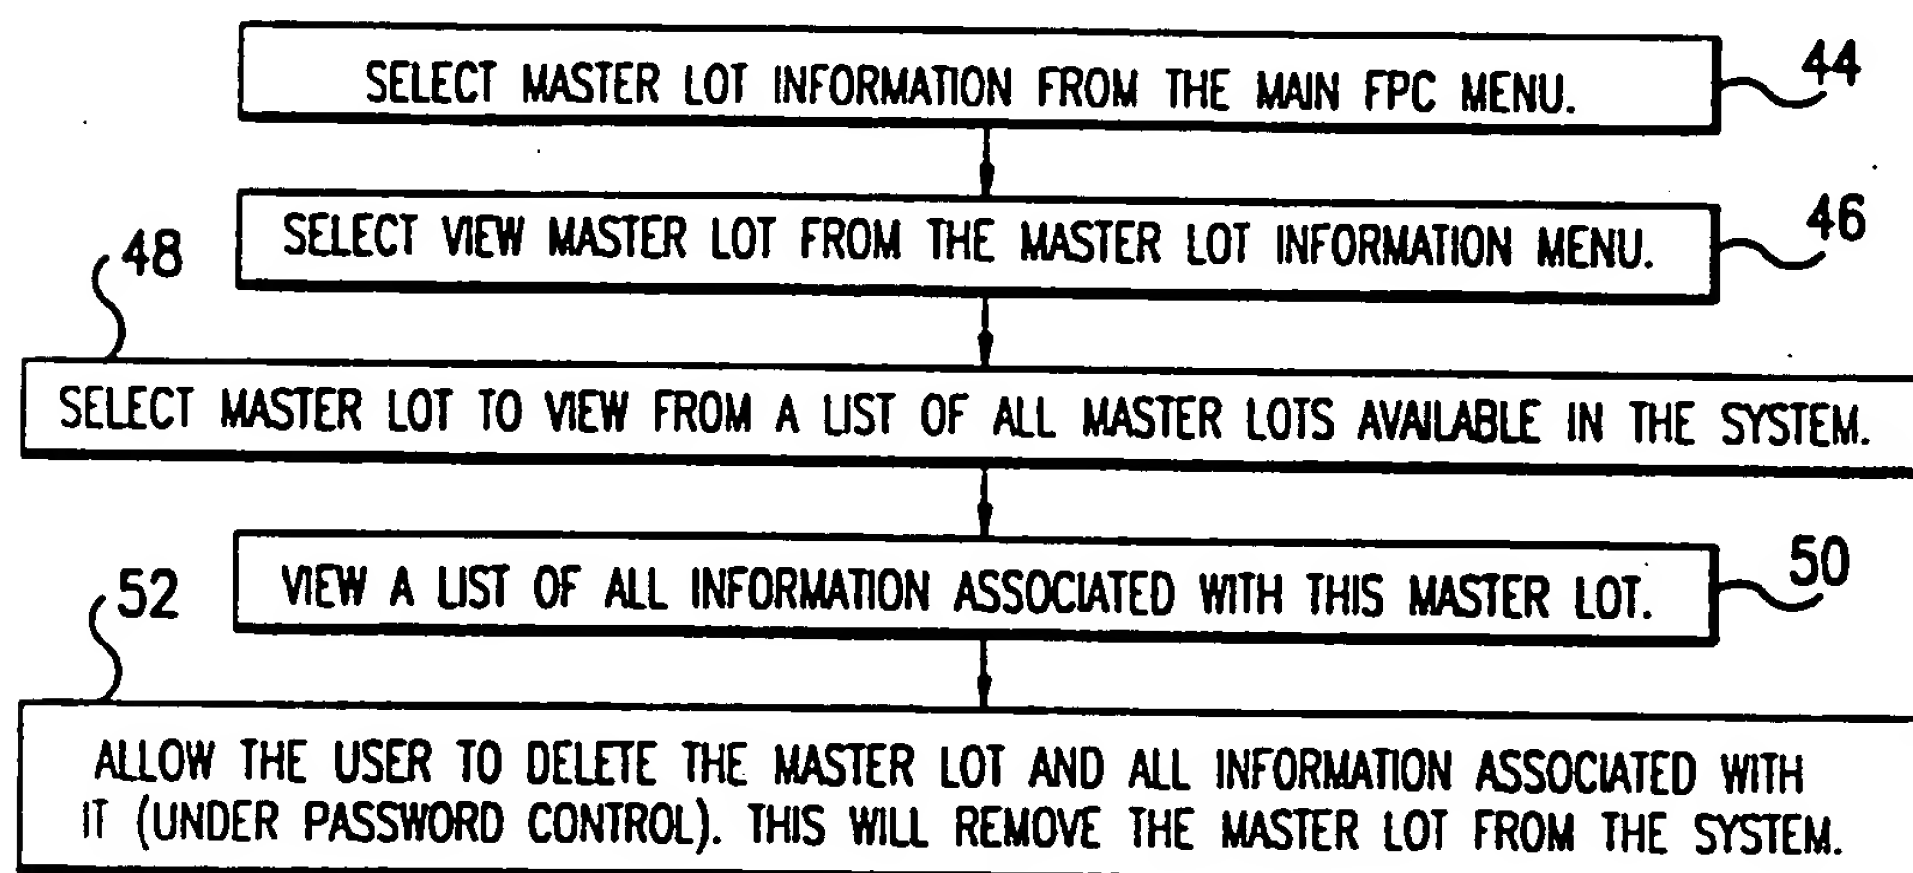 SELECT MASTER LOT INFORMATION FROM THE MAIN FPC MENU.
44
SELECT VIEW MASTER LOT FROM THE MASTER LOT INFORMATION MENU.
46
48
SELECT MASTER LOT TO VIEW FROM A LIST OF ALL MASTER LOTS AVAILABLE IN THE SYSTEM.
VIEW A LIST OF ALL INFORMATION ASSOCIATED WITH THIS MASTER LOT.
50
52
ALLOW THE USER TO DELETE THE MASTER LOT AND ALL INFORMATION ASSOCIATED WITH
IT (UNDER PASSWORD CONTROL). THIS WILL REMOVE THE MASTER LOT FROM THE SYSTEM.